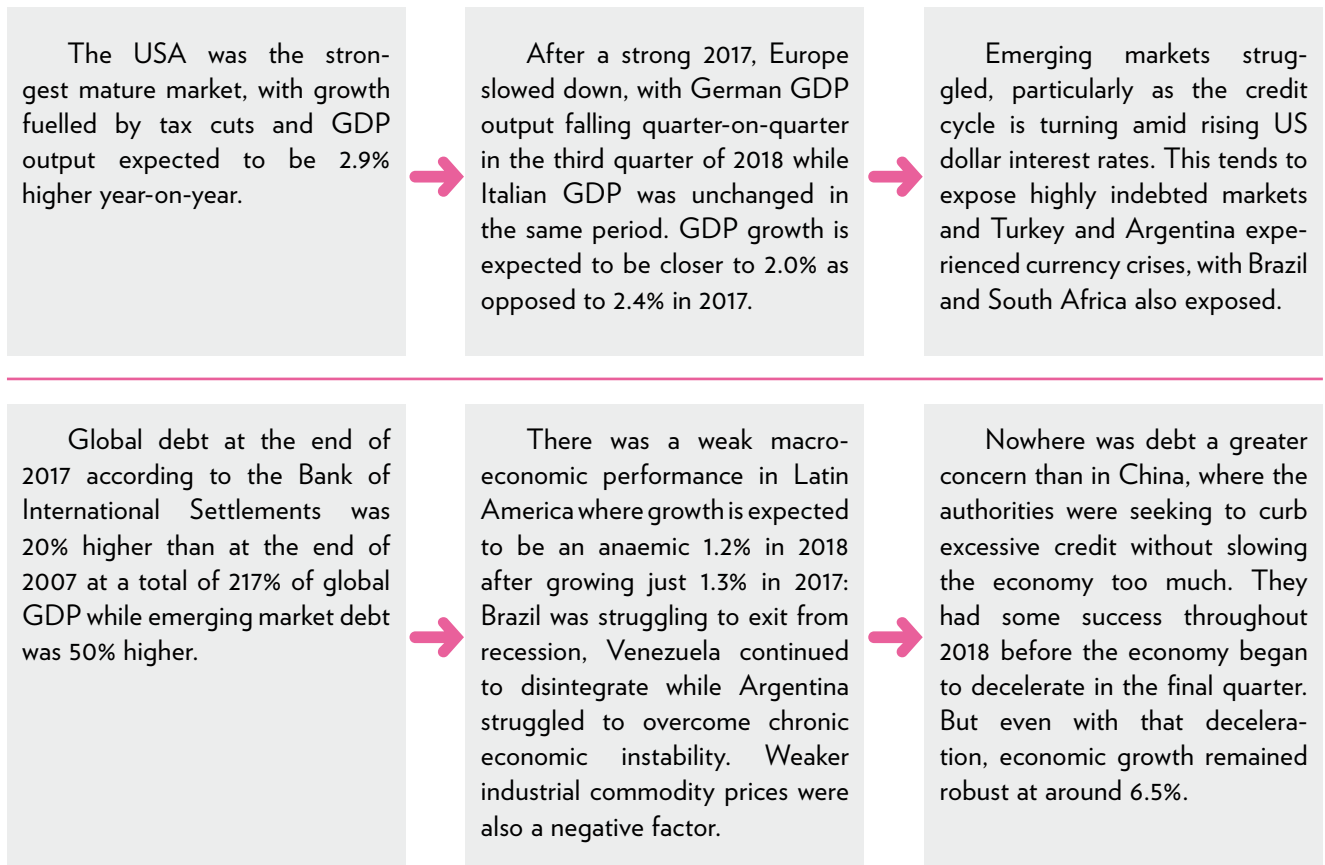 The USA was the stron-
gest mature market, with growth
fuelled by tax cuts and GDP
output expected to be 2.9%
higher year-on-year.
After a strong 2017, Europe
slowed down, with German GDP
output falling quarter-on-quarter
in the third quarter of 2018 while
Italian GDP was unchanged in
the same period. GDP growth is
expected to be closer to 2.0% as
opposed to 2.4% in 2017.
Emerging markets strug-
gled, particularly as the credit
cycle is turning amid rising US
dollar interest rates. This tends to
expose highly indebted markets
and Turkey and Argentina expe-
rienced currency crises, with Brazil
and South Africa also exposed.
Global debt at the end of
2017 according to the Bank of
International Settlements was
20% higher than at the end of
2007 at a total of 217% of global
GDP while emerging market debt
was 50% higher.
There was a weak macro-
economic performance in Latin
America where growth is expected
to be an anaemic 1.2% in 2018
after growing just 1.3% in 2017:
Brazil was struggling to exit from
recession, Venezuela continued
to disintegrate while Argentina
struggled to overcome chronic
economic instability. Weaker
industrial commodity prices were
also a negative factor.
Nowhere was debt a greater
concern than in China, where the
authorities were seeking to curb
excessive credit without slowing
the economy too much. They
had some success throughout
2018 before the economy began
to decelerate in the final quarter.
But even with that decelera-
tion, economic growth remained
robust at around 6.5%.